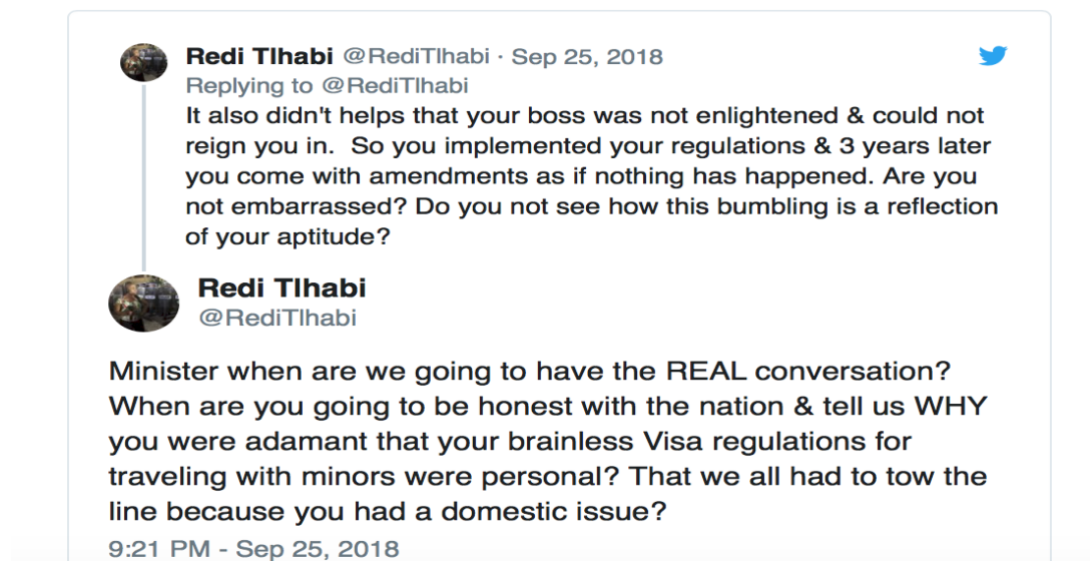 Redi Tlhabi @RediTlhabi · Sep 25, 2018
Replying to @RediTlhabi
It also didn't helps that your boss was not enlightened & could not
reign you in.  So you implemented your regulations & 3 years later
you come with amendments as if nothing has happened. Are you
not embarrassed? Do you not see how this bumbling is a reflection
of your aptitude?
Redi Tlhabi
@RediTlhabi
Minister when are we going to have the REAL conversation?
When are you going to be honest with the nation & tell us WHY
you were adamant that your brainless Visa regulations for
traveling with minors were personal? That we all had to tow the
line because you had a domestic issue?
9:21 PM - Sep 25, 2018